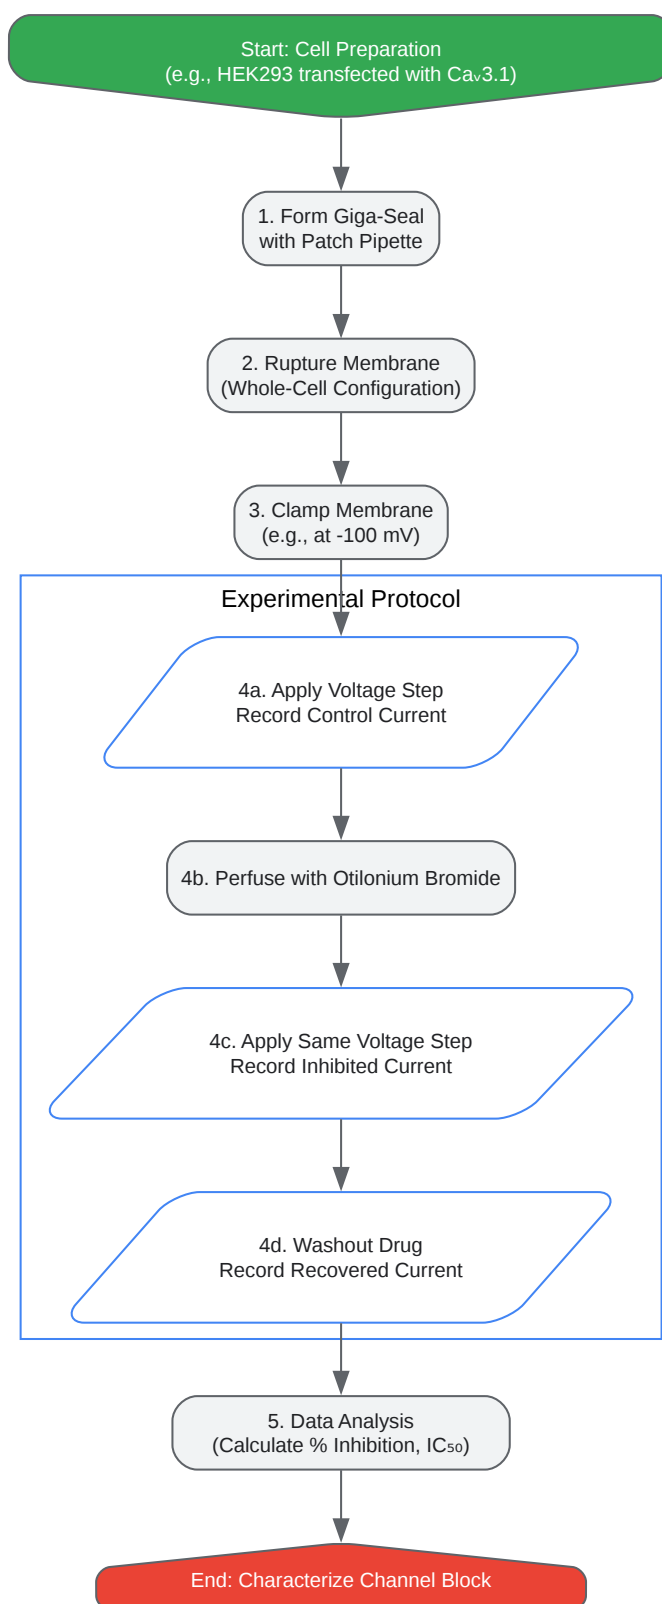 Start: Cell Preparation
(e.g., HEK293 transfected with Caᵥ3.1)
1. Form Giga-Seal
with Patch Pipette
2. Rupture Membrane
(Whole-Cell Configuration)
3. Clamp Membrane
(e.g., at -100 mV)
Experimental Protocol
4a. Apply Voltage Step
Record Control Current
4b. Perfuse with Otilonium Bromide
4c. Apply Same Voltage Step
Record Inhibited Current
4d. Washout Drug
Record Recovered Current
5. Data Analysis
(Calculate % Inhibition, IC₅₀)
End: Characterize Channel Block